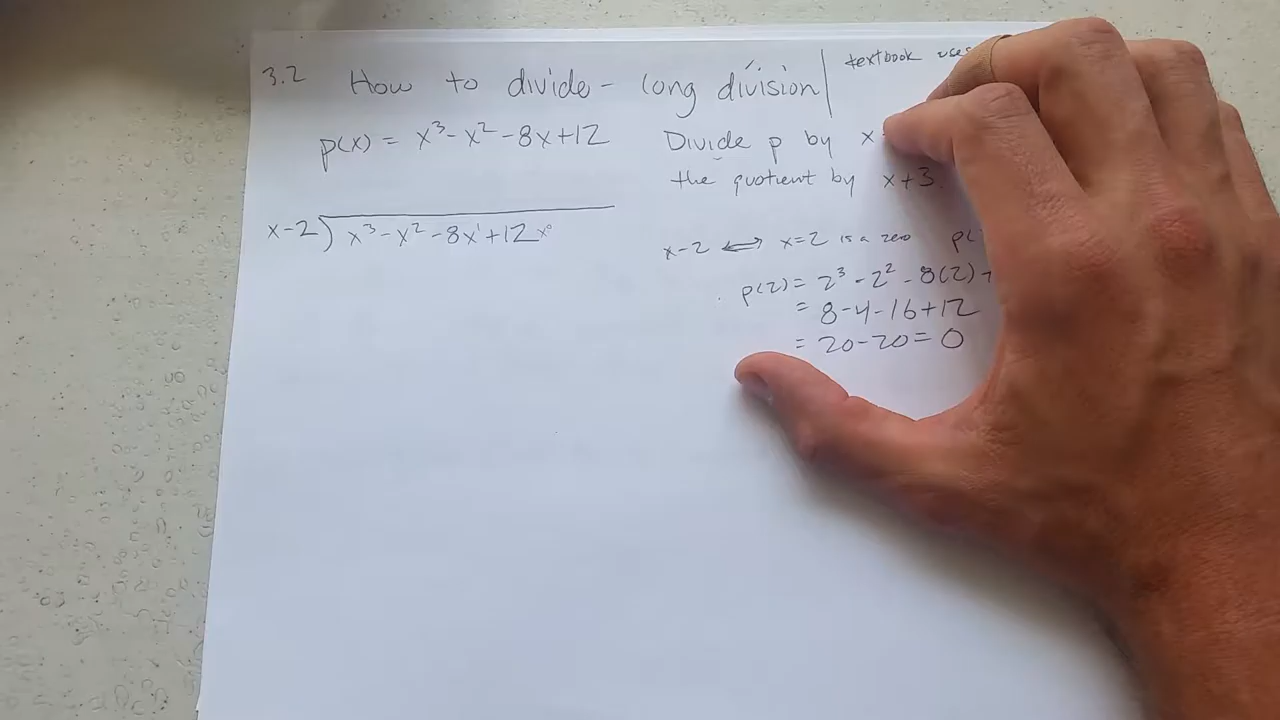 3.2 How to divide - long division
textbook uses
p(x) = x³ - x² - 8x + 12
Divide p by x
the quotient by x + 3
x-2 ) x³ - x² - 8x¹ + 12x⁰
x-2 ⟷ x=2 is a zero p(
p(2) = 2³ - 2² - 8(2) +
= 8 - 4 - 16 + 12
= 20 - 20 = 0